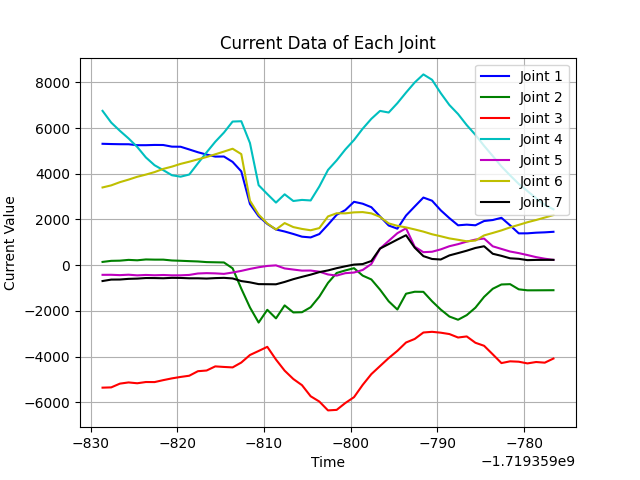 Current Data of Each Joint
Current Value
8000
6000
4000
2000
0
−2000
−4000
−6000
Joint 1
Joint 2
Joint 3
Joint 4
Joint 5
Joint 6
Joint 7
−830 −820 −810 −800 −790 −780
Time
−1.719359e9